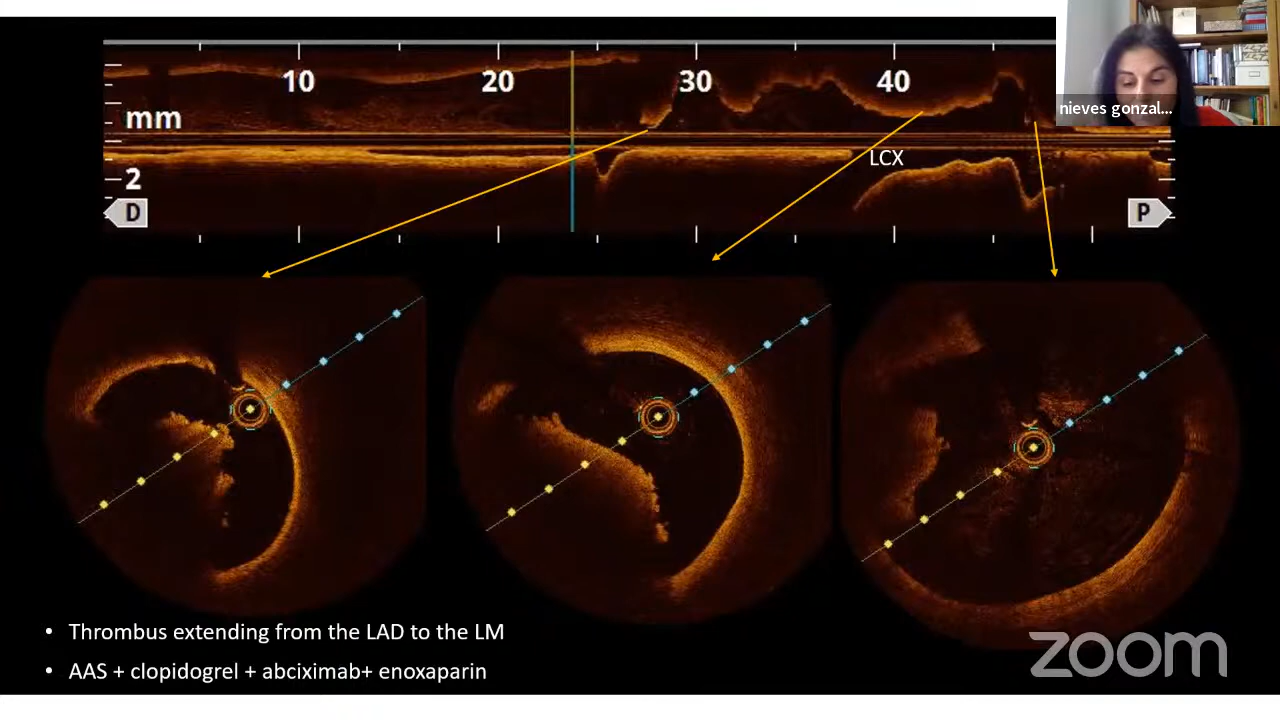 10
20
30
40
mm
nieves gonzal...
LCX
2
D
P
Thrombus extending from the LAD to the LM
AAS + clopidogrel + abciximab+ enoxaparin
zoom